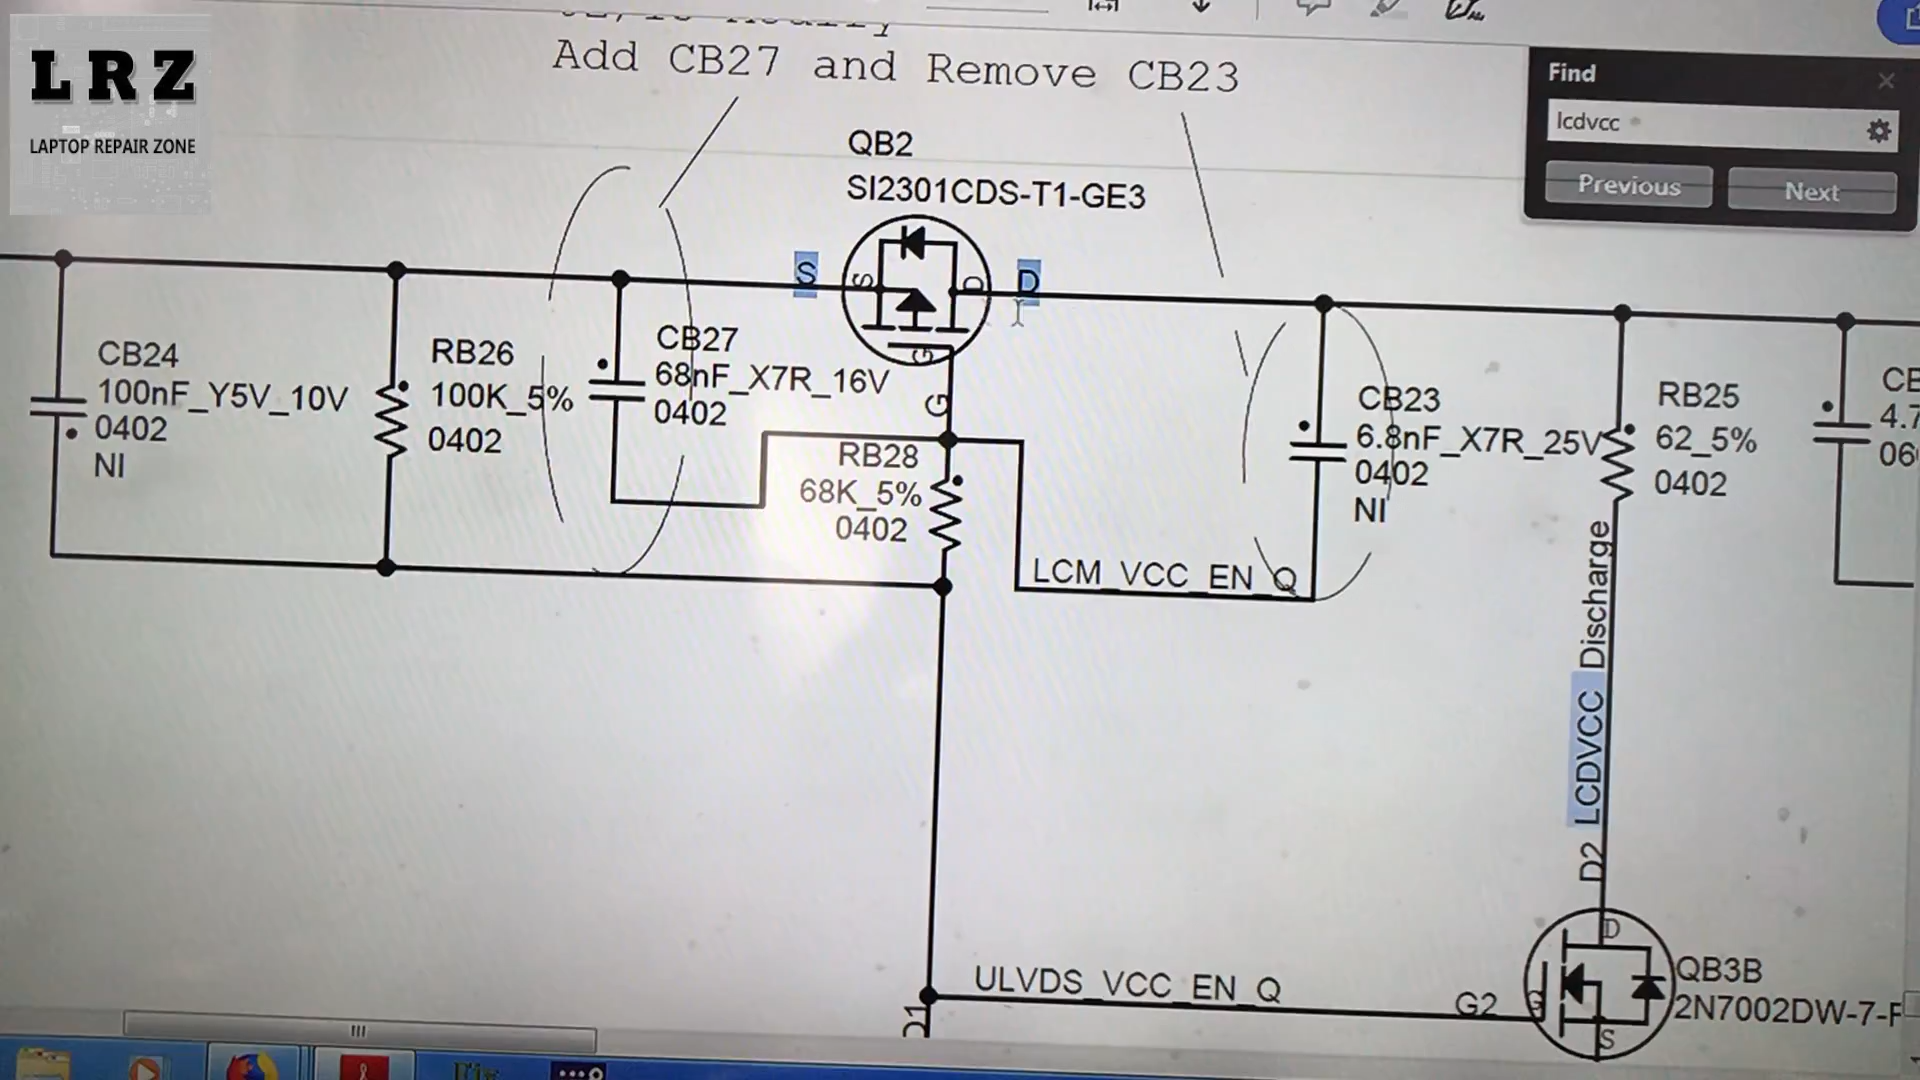 Add CB27 and Remove CB23
LRZ
LAPTOP REPAIR ZONE
Find
lcdvcc
Previous
Next
QB2
SI2301CDS-T1-GE3
S
S
D
D
G
G
CB24
100nF_Y5V_10V
0402
NI
RB26
100K_5%
0402
CB27
68nF_X7R_16V
0402
RB28
68K_5%
0402
CB23
6.8nF_X7R_25V
0402
NI
RB25
62_5%
0402
LCM_VCC_EN_Q
D2 LCDVCC_Discharge
ULVDS_VCC_EN_Q
G2
G
D
S
QB3B
2N7002DW-7-F